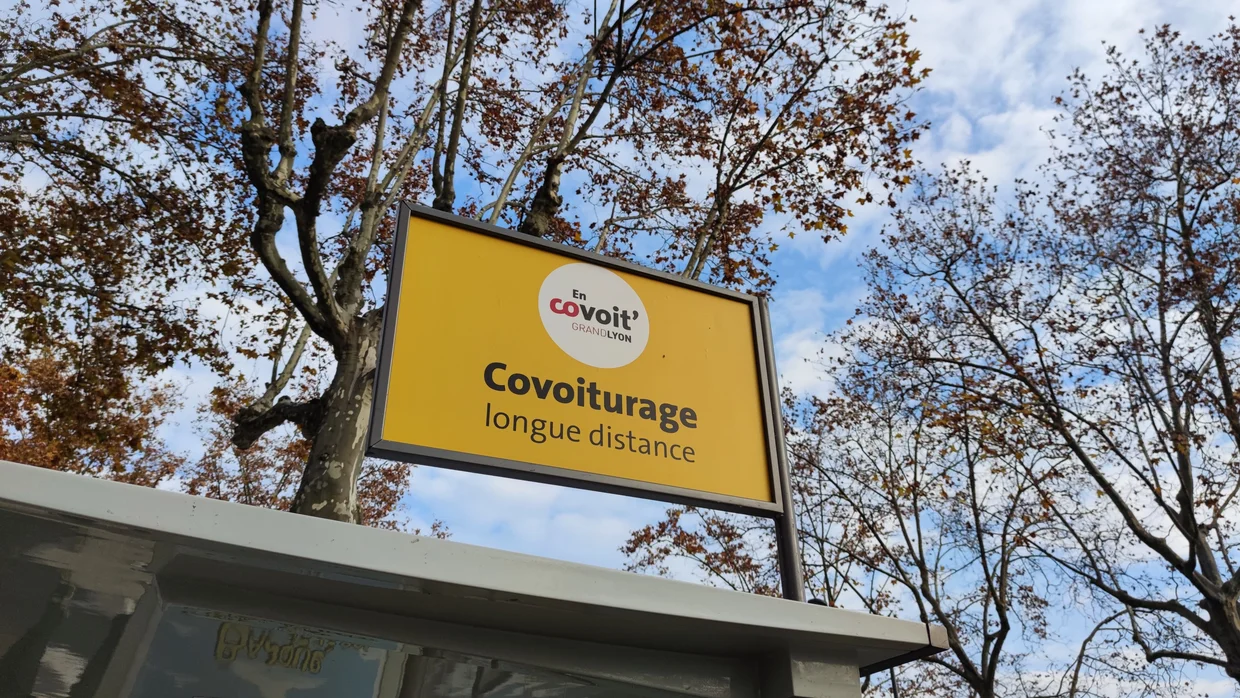 En
covoit'
GRANDLYON
Covoiturage
longue distance